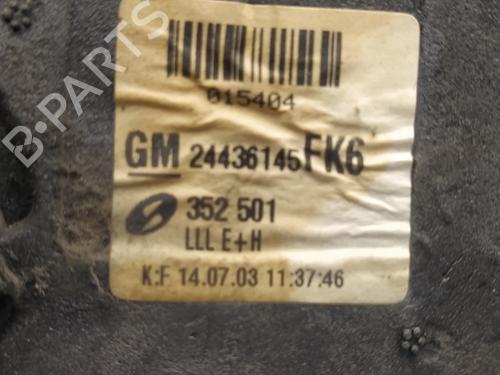 015404
GM 24436145 FK6
352 501
LLL E+H
K:F 14.07.03 11:37:46
B-PARTS